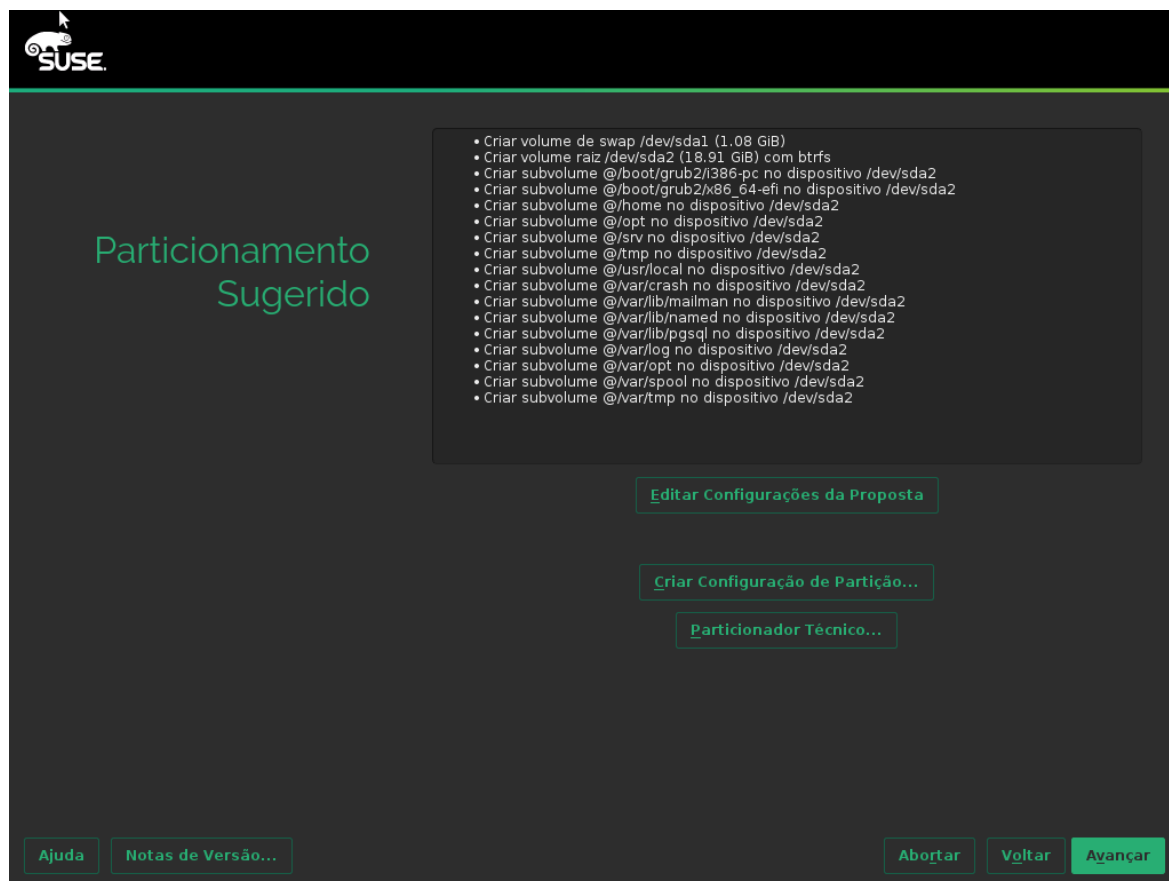 SUSE.
Particionamento
Sugerido
• Criar volume de swap /dev/sda1 (1.08 GiB)
• Criar volume raiz /dev/sda2 (18.91 GiB) com btrfs
• Criar subvolume @/boot/grub2/i386-pc no dispositivo /dev/sda2
• Criar subvolume @/boot/grub2/x86_64-efi no dispositivo /dev/sda2
• Criar subvolume @/home no dispositivo /dev/sda2
• Criar subvolume @/opt no dispositivo /dev/sda2
• Criar subvolume @/srv no dispositivo /dev/sda2
• Criar subvolume @/tmp no dispositivo /dev/sda2
• Criar subvolume @/usr/local no dispositivo /dev/sda2
• Criar subvolume @/var/crash no dispositivo /dev/sda2
• Criar subvolume @/var/lib/mailman no dispositivo /dev/sda2
• Criar subvolume @/var/lib/named no dispositivo /dev/sda2
• Criar subvolume @/var/lib/pgsql no dispositivo /dev/sda2
• Criar subvolume @/var/log no dispositivo /dev/sda2
• Criar subvolume @/var/opt no dispositivo /dev/sda2
• Criar subvolume @/var/spool no dispositivo /dev/sda2
• Criar subvolume @/var/tmp no dispositivo /dev/sda2
Editar Configurações da Proposta
Criar Configuração de Partição...
Particionador Técnico...
Ajuda Notas de Versão... Abortar Voltar Avançar